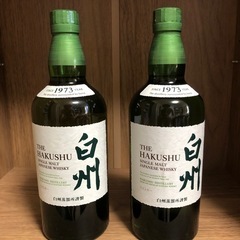 SINCE 1973
THE
HAKUSHU
SINGLE MALT
JAPANESE WHISKY
白州
白州蒸溜所謹製
1973
THE
HAKUSHU
SINGLE MALT
JAPANESE WHISKY
白州
白州蒸溜所謹製